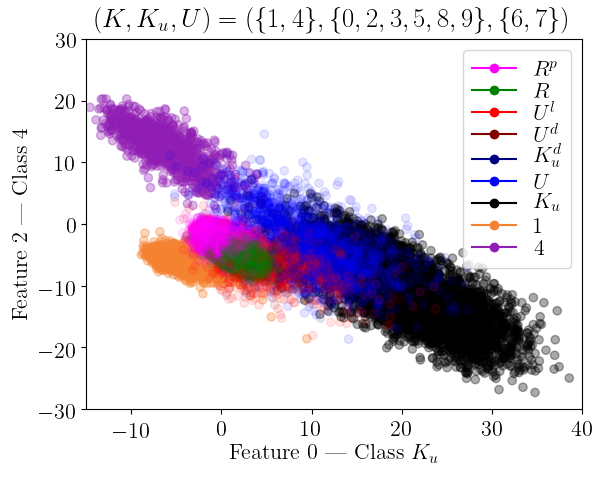 (K, K_u, U) = ({1, 4}, {0, 2, 3, 5, 8, 9}, {6, 7})
30
20
10
0
−10
−20
−30
Feature 2 — Class 4
R^p
R
U^l
U^d
K_u^d
U
K_u
1
4
−10
0
10
20
30
40
Feature 0 — Class K_u